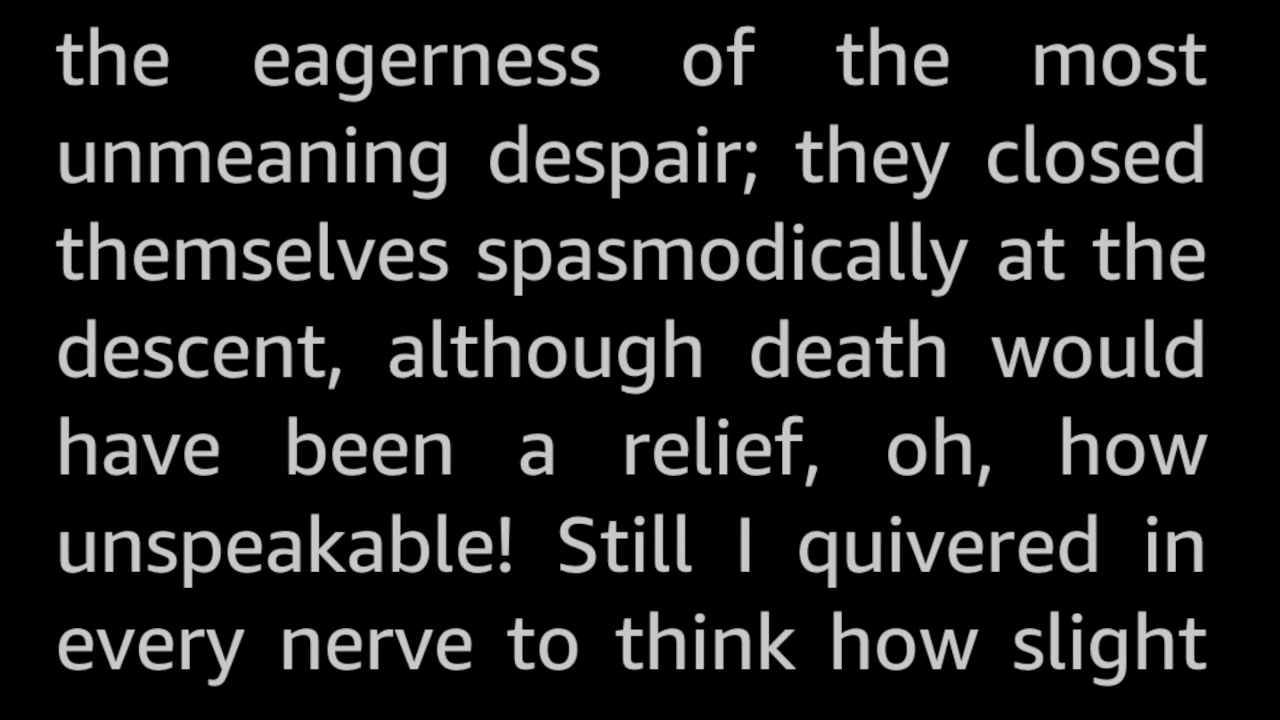 the eagerness of the most
unmeaning despair; they closed
themselves spasmodically at the
descent, although death would
have been a relief, oh, how
unspeakable! Still I quivered in
every nerve to think how slight